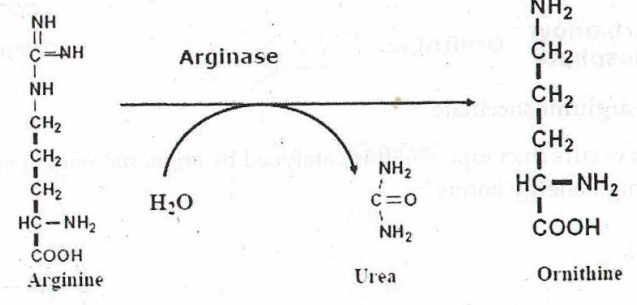 NH
C=NH
NH
CH2
CH2
CH2
HC-NH2
COOH
Arginine
Arginase
H2O
NH2
C=O
NH2
Urea
NH2
CH2
CH2
CH2
HC-NH2
COOH
Ornithine